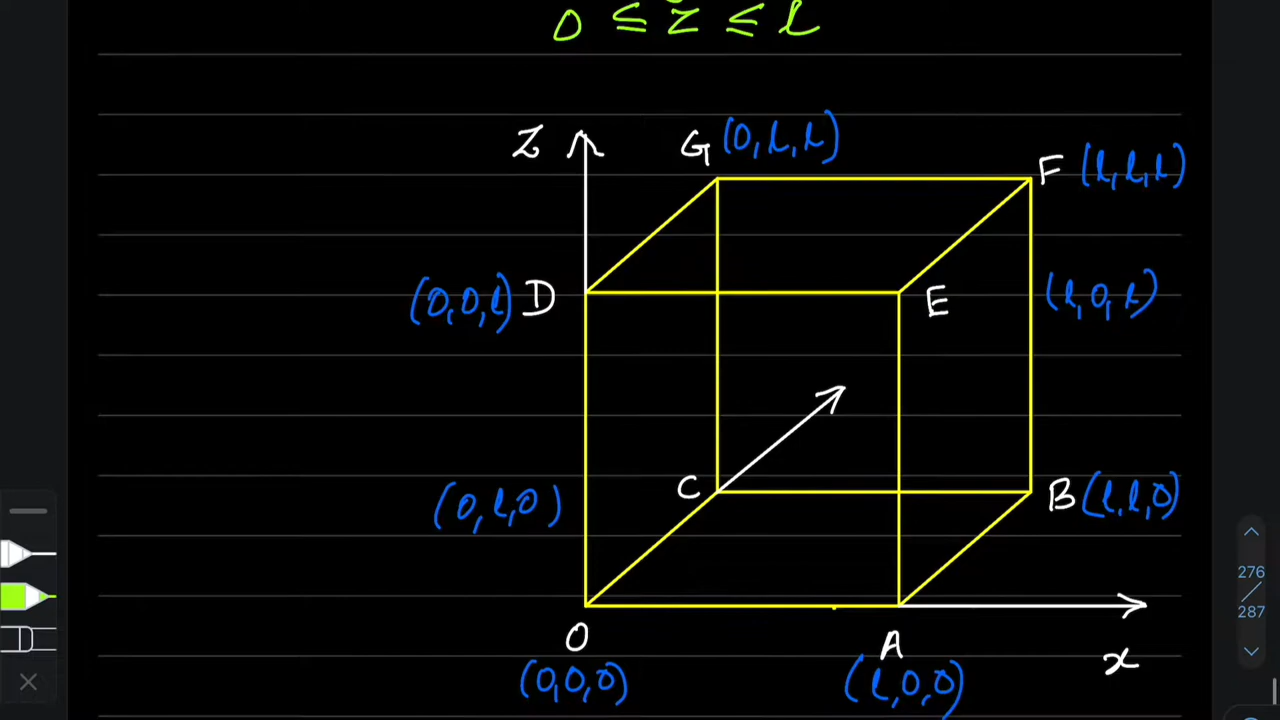 0 ≤ z ≤ l
Z
G (0, l, l)
F (l, l, l)
(0,0,l) D
E (l, 0, l)
(0, l, 0) C
B (l, l, 0)
O
A
x
(0,0,0)
(l,0,0)
276
287